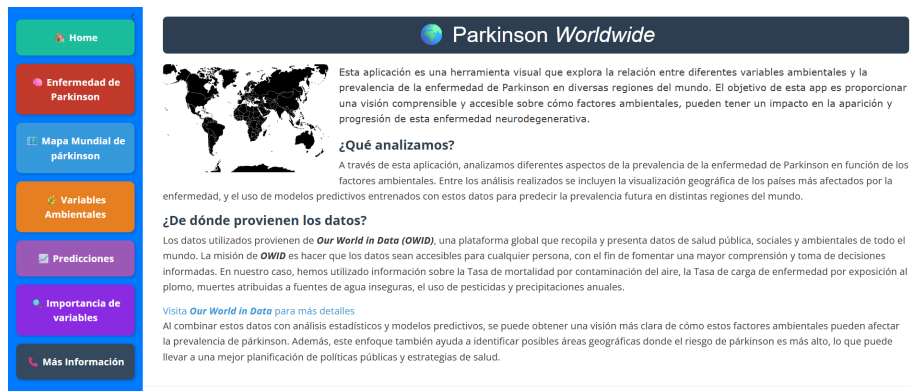 Home
Enfermedad de
Parkinson
Mapa Mundial de
párkinson
Variables
Ambientales
Predicciones
Importancia de
variables
Más Información
Parkinson Worldwide
Esta aplicación es una herramienta visual que explora la relación entre diferentes variables ambientales y la
prevalencia de la enfermedad de Parkinson en diversas regiones del mundo. El objetivo de esta app es proporcionar
una visión comprensible y accesible sobre cómo factores ambientales, pueden tener un impacto en la aparición y
progresión de esta enfermedad neurodegenerativa.
¿Qué analizamos?
A través de esta aplicación, analizamos diferentes aspectos de la prevalencia de la enfermedad de Parkinson en función de los
factores ambientales. Entre los análisis realizados se incluyen la visualización geográfica de los países más afectados por la
enfermedad, y el uso de modelos predictivos entrenados con estos datos para predecir la prevalencia futura en distintas regiones del mundo.
¿De dónde provienen los datos?
Los datos utilizados provienen de Our World in Data (OWID), una plataforma global que recopila y presenta datos de salud pública, sociales y ambientales de todo el
mundo. La misión de OWID es hacer que los datos sean accesibles para cualquier persona, con el fin de fomentar una mayor comprensión y toma de decisiones
informadas. En nuestro caso, hemos utilizado información sobre la Tasa de mortalidad por contaminación del aire, la Tasa de carga de enfermedad por exposición al
plomo, muertes atribuidas a fuentes de agua inseguras, el uso de pesticidas y precipitaciones anuales.
Visita Our World in Data para más detalles
Al combinar estos datos con análisis estadísticos y modelos predictivos, se puede obtener una visión más clara de cómo estos factores ambientales pueden afectar
la prevalencia de párkinson. Además, este enfoque también ayuda a identificar posibles áreas geográficas donde el riesgo de párkinson es más alto, lo que puede
llevar a una mejor planificación de políticas públicas y estrategias de salud.